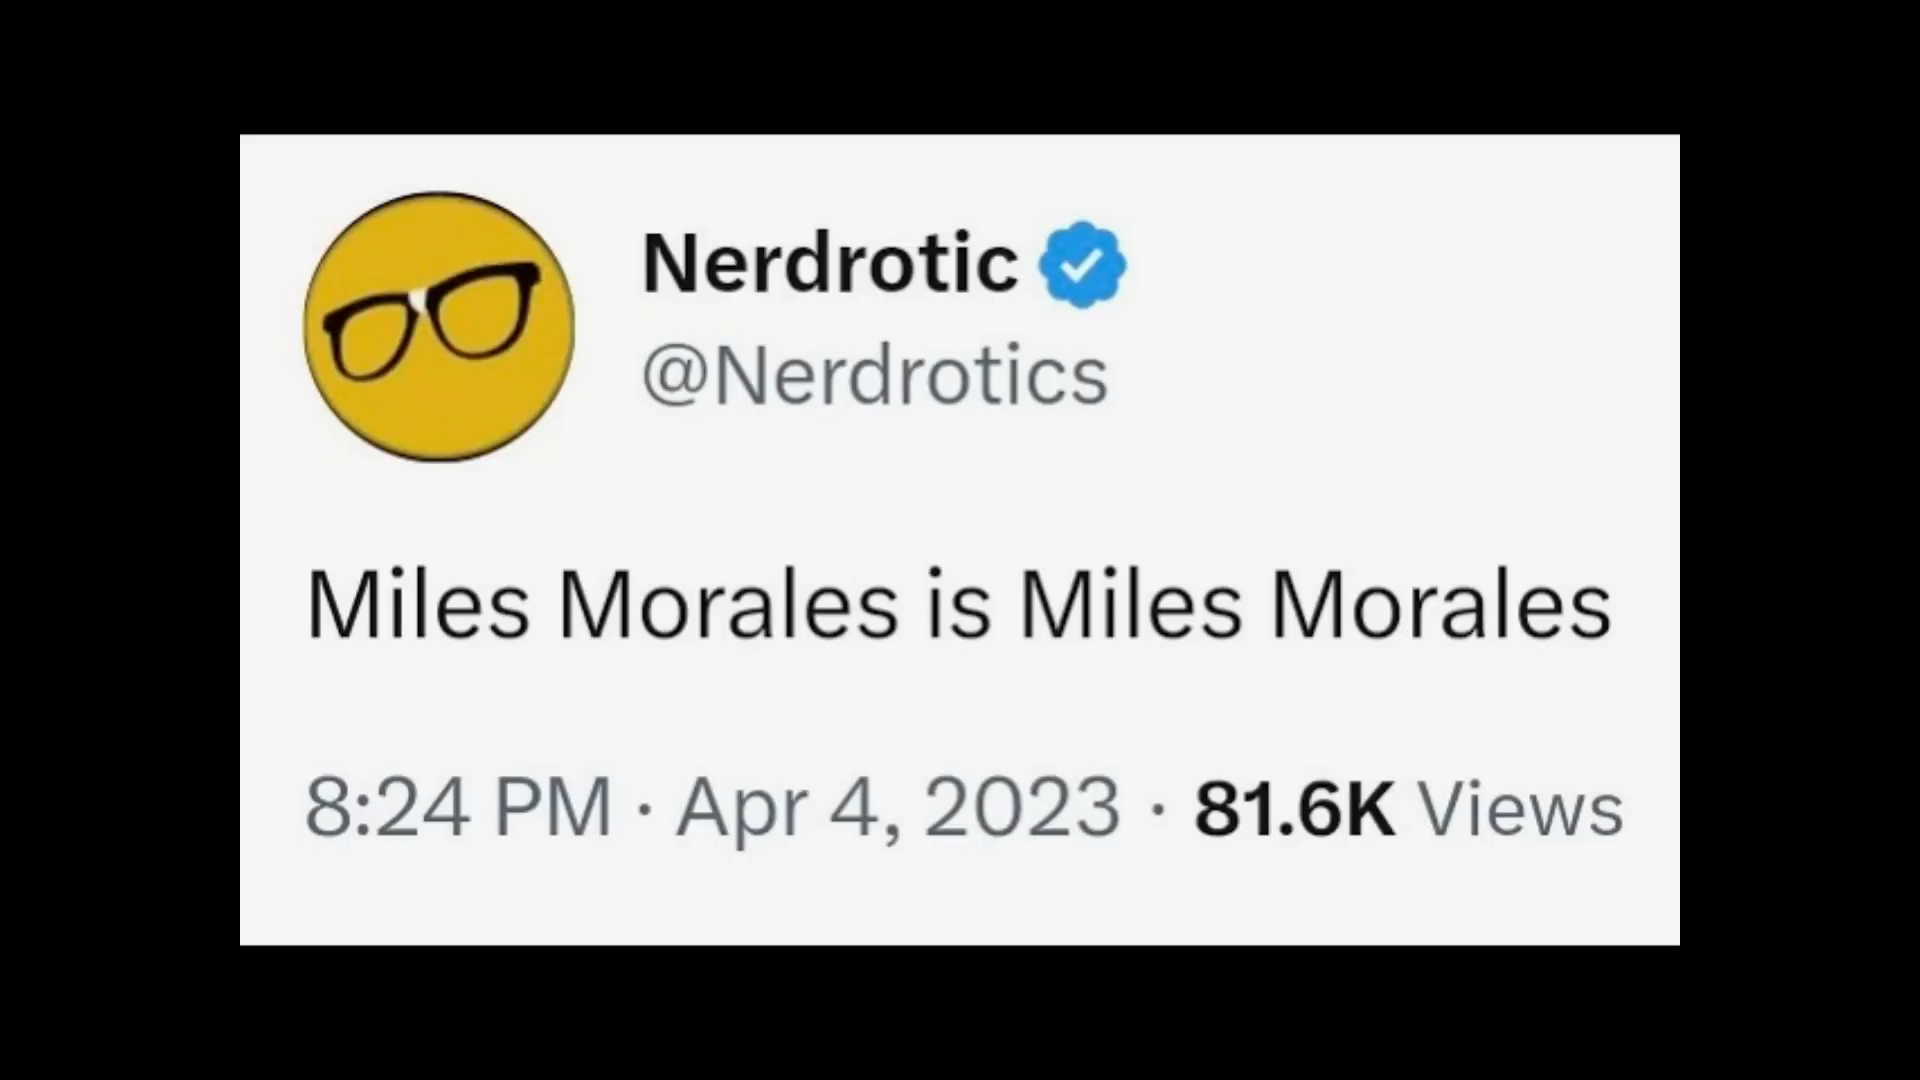 Nerdrotic
@Nerdrotics
Miles Morales is Miles Morales
8:24 PM · Apr 4, 2023 · 81.6K Views